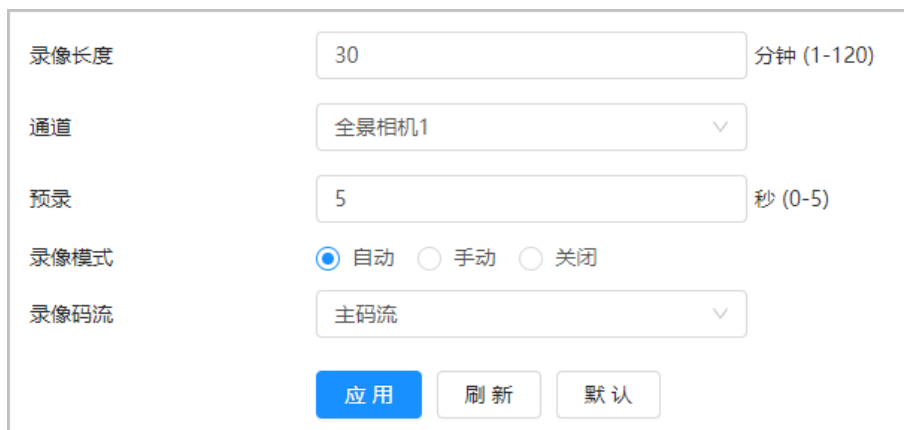 录像长度 30 分钟 (1-120)
通道 全景相机1
预录 5 秒 (0-5)
录像模式 自动 手动 关闭
录像码流 主码流
应用 刷新 默认